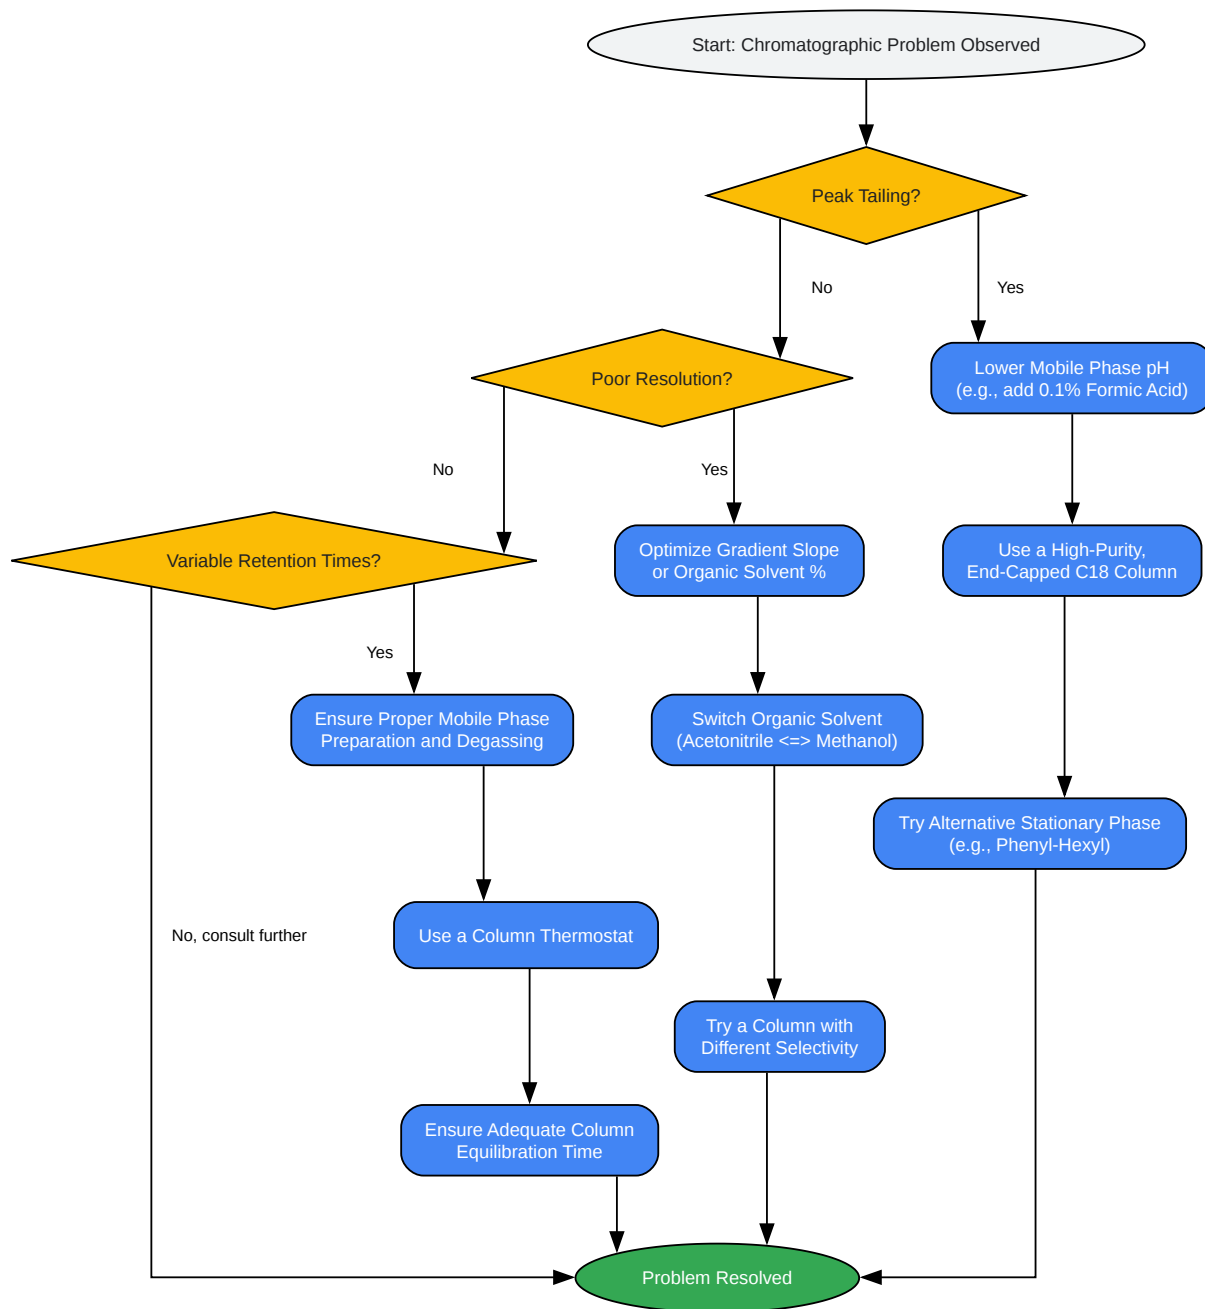 Start: Chromatographic Problem Observed
Peak Tailing?
No
Yes
Poor Resolution?
Lower Mobile Phase pH
(e.g., add 0.1% Formic Acid)
No
Yes
Variable Retention Times?
Optimize Gradient Slope
or Organic Solvent %
Use a High-Purity,
End-Capped C18 Column
Yes
Ensure Proper Mobile Phase
Preparation and Degassing
Switch Organic Solvent
(Acetonitrile <=> Methanol)
Try Alternative Stationary Phase
(e.g., Phenyl-Hexyl)
No, consult further
Use a Column Thermostat
Try a Column with
Different Selectivity
Ensure Adequate Column
Equilibration Time
Problem Resolved